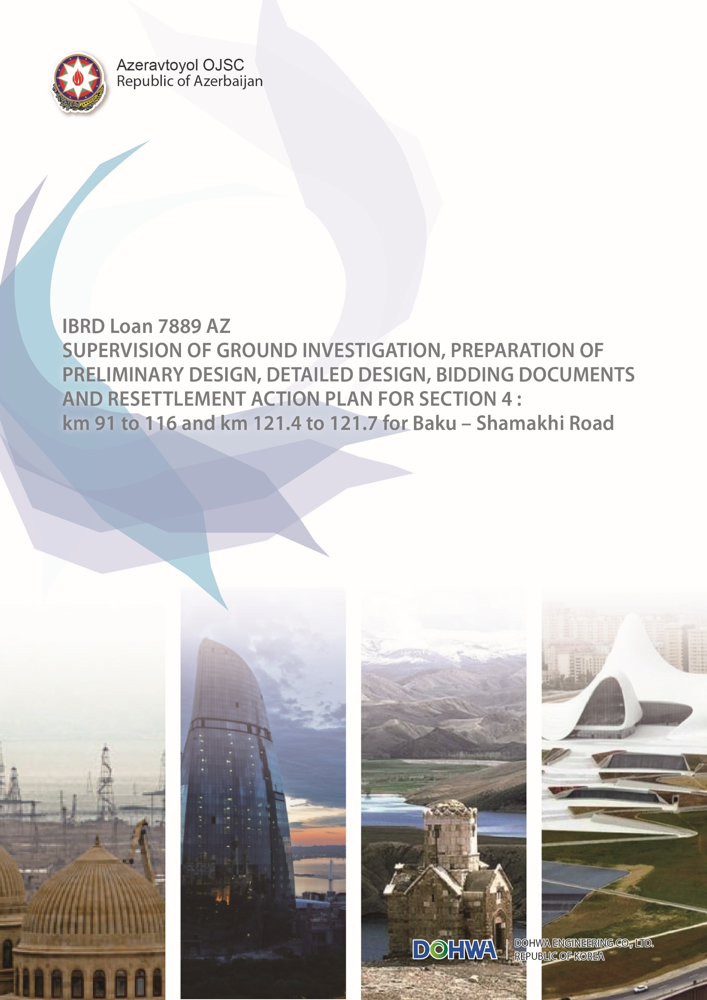 Azeravtoyol OJSC
Republic of Azerbaijan
IBRD Loan 7889 AZ
SUPERVISION OF GROUND INVESTIGATION, PREPARATION OF
PRELIMINARY DESIGN, DETAILED DESIGN, BIDDING DOCUMENTS
AND RESETTLEMENT ACTION PLAN FOR SECTION 4 :
km 91 to 116 and km 121.4 to 121.7 for Baku – Shamakhi Road
DOHWA
DOHWA ENGINEERING CO., LTD.
REPUBLIC OF KOREA